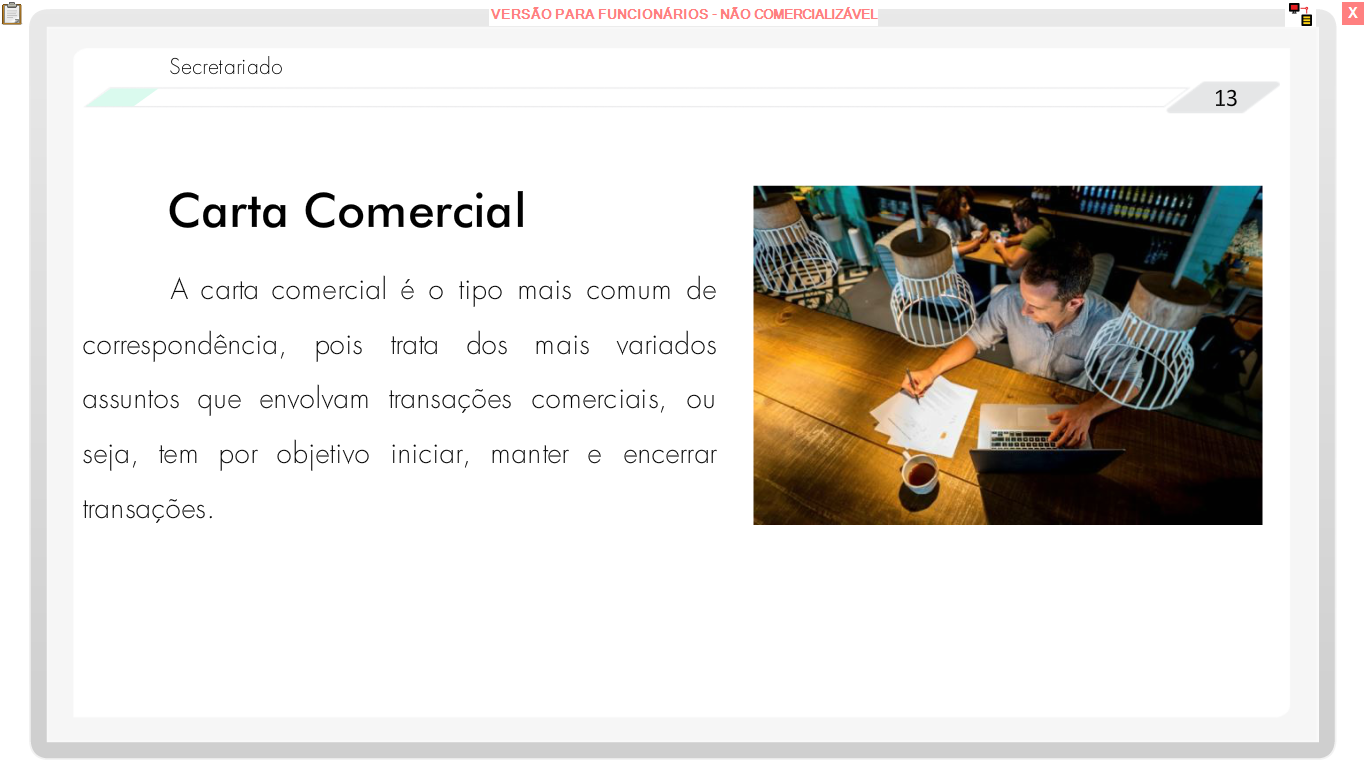 VERSÃO PARA FUNCIONÁRIOS - NÃO COMERCIALIZÁVEL
X
Secretariado
13
Carta Comercial
A carta comercial é o tipo mais comum de
correspondência, pois trata dos mais variados
assuntos que envolvam transações comerciais, ou
seja, tem por objetivo iniciar, manter e encerrar
transações.